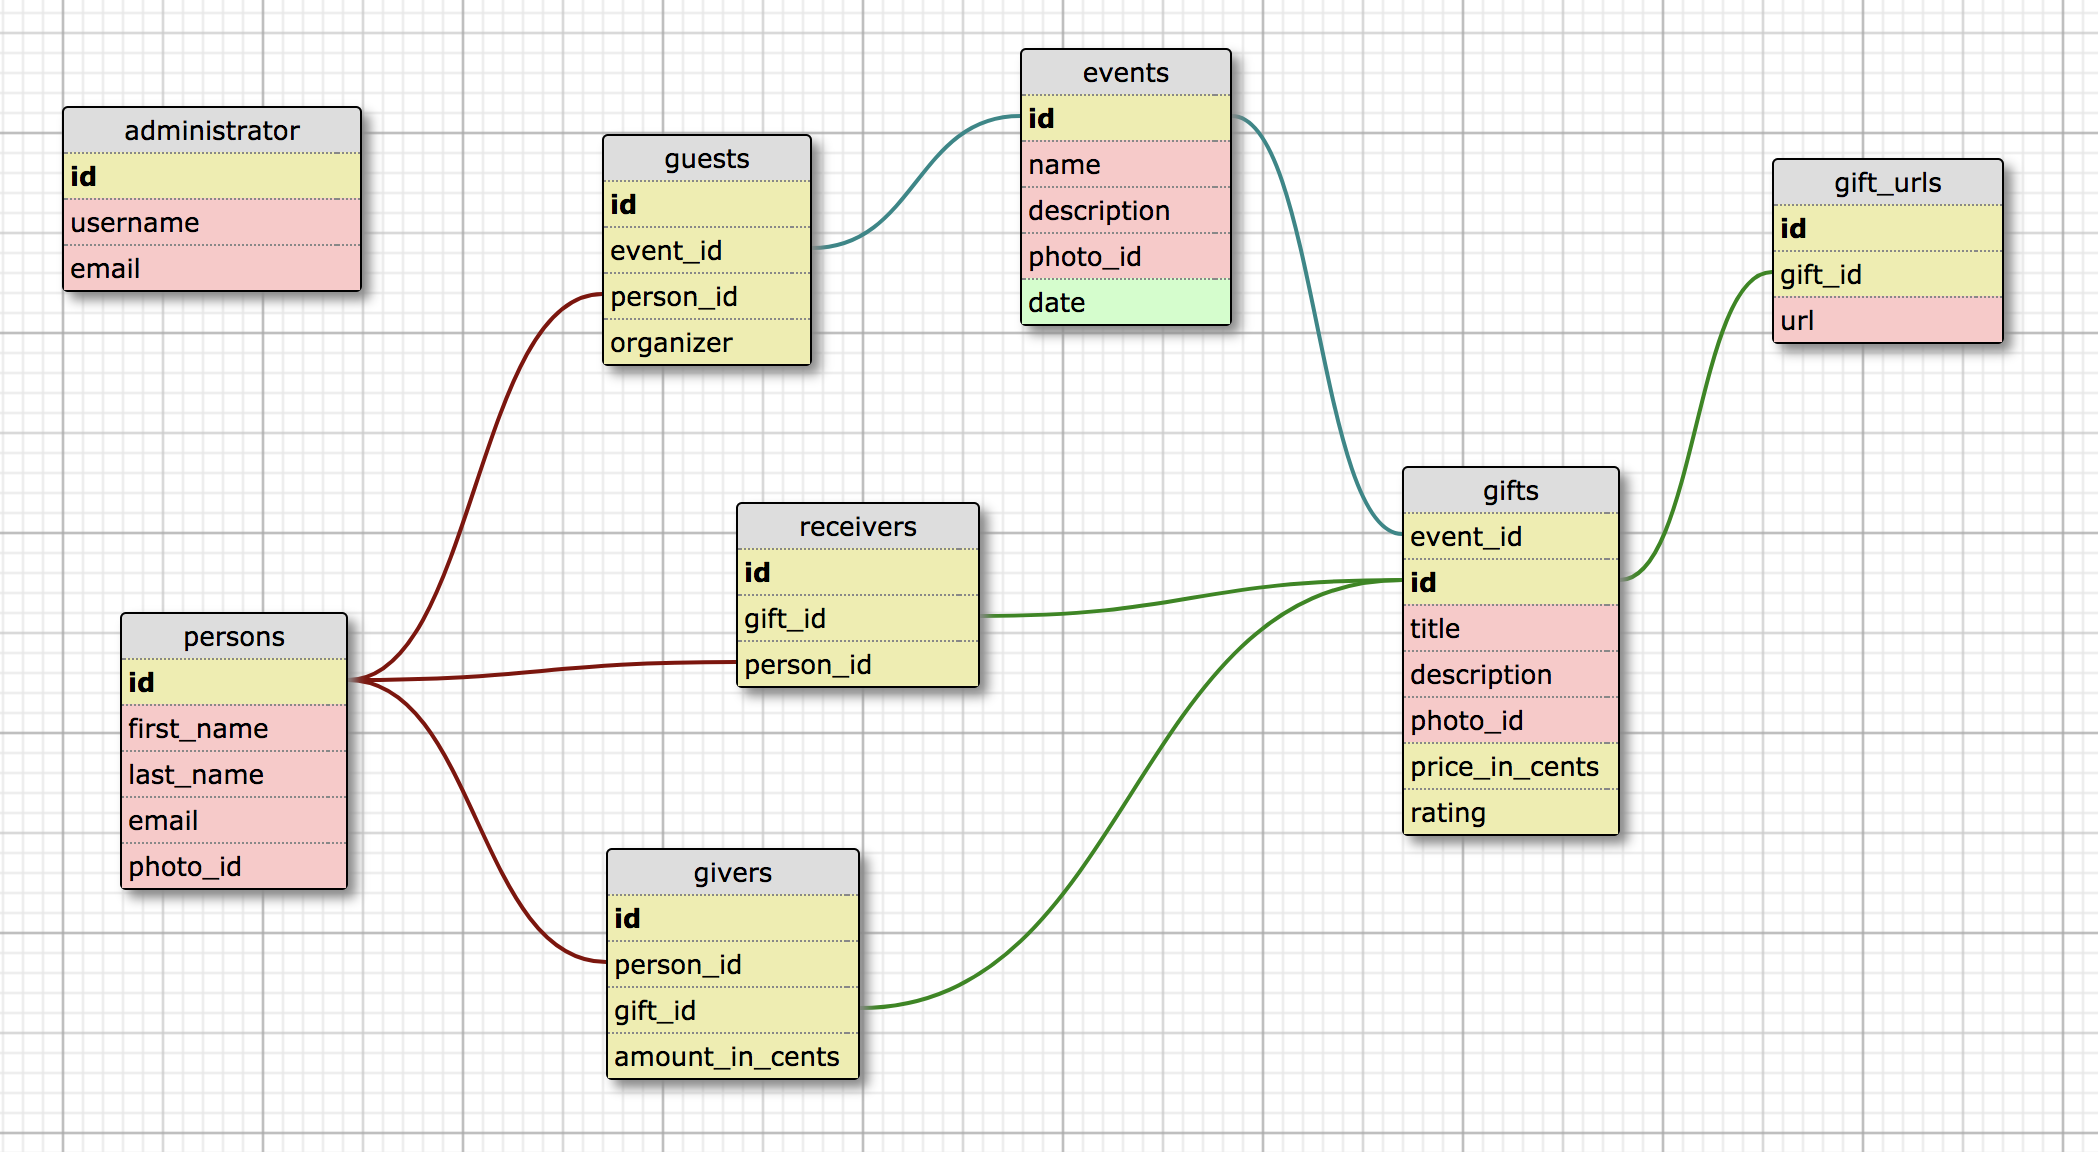 administrator
id
username
email
guests
id
event_id
person_id
organizer
events
id
name
description
photo_id
date
gift_urls
id
gift_id
url
persons
id
first_name
last_name
email
photo_id
receivers
id
gift_id
person_id
givers
id
person_id
gift_id
amount_in_cents
gifts
event_id
id
title
description
photo_id
price_in_cents
rating